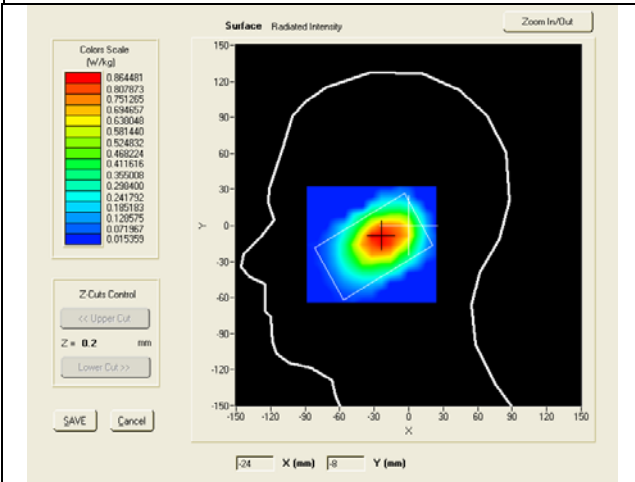 Surface Radiated Intensity
Zoom In/Out
Colors Scale
(W/kg)
0.864481
0.807873
0.751265
0.694657
0.638048
0.581440
0.524832
0.468224
0.411616
0.355008
0.298400
0.241792
0.185183
0.128575
0.071967
0.015359
Z-Cuts Control
<< Upper Cut
Z = 0.2 mm
Lower Cut >>
SAVE Cancel
150
120
90
60
30
0
-30
-60
-90
-120
-150
Y
-150 -120 -90 -60 -30 0 30 60 90 120 150
X
-24 X (mm) -8 Y (mm)